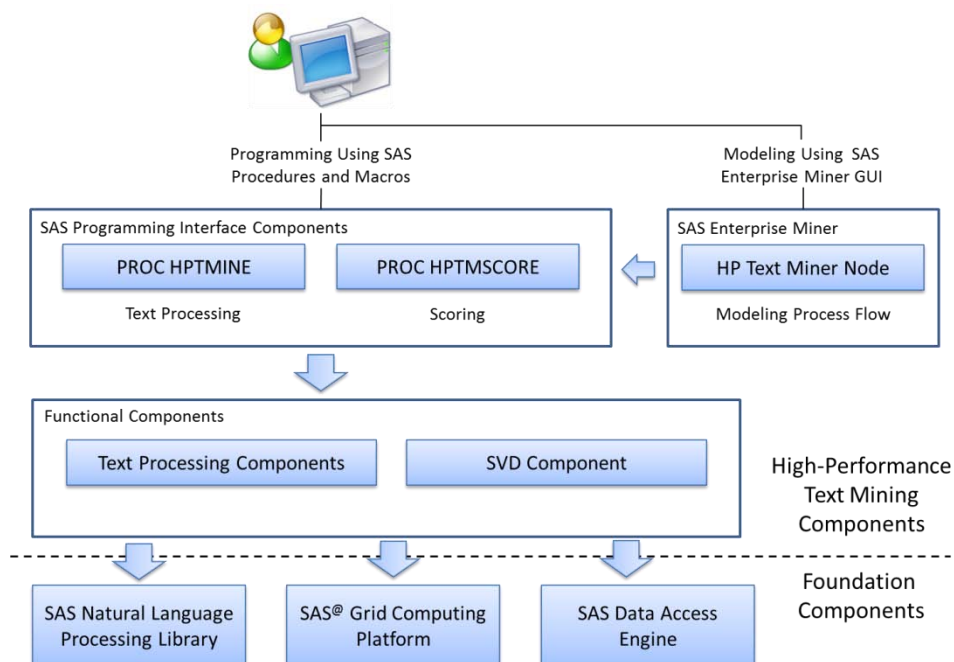 Programming Using SAS
Procedures and Macros
Modeling Using SAS
Enterprise Miner GUI
SAS Programming Interface Components
PROC HPTMINE
PROC HPTMSCORE
Text Processing
Scoring
SAS Enterprise Miner
HP Text Miner Node
Modeling Process Flow
Functional Components
Text Processing Components
SVD Component
High-Performance
Text Mining
Components
Foundation
Components
SAS Natural Language
Processing Library
SAS@ Grid Computing
Platform
SAS Data Access
Engine